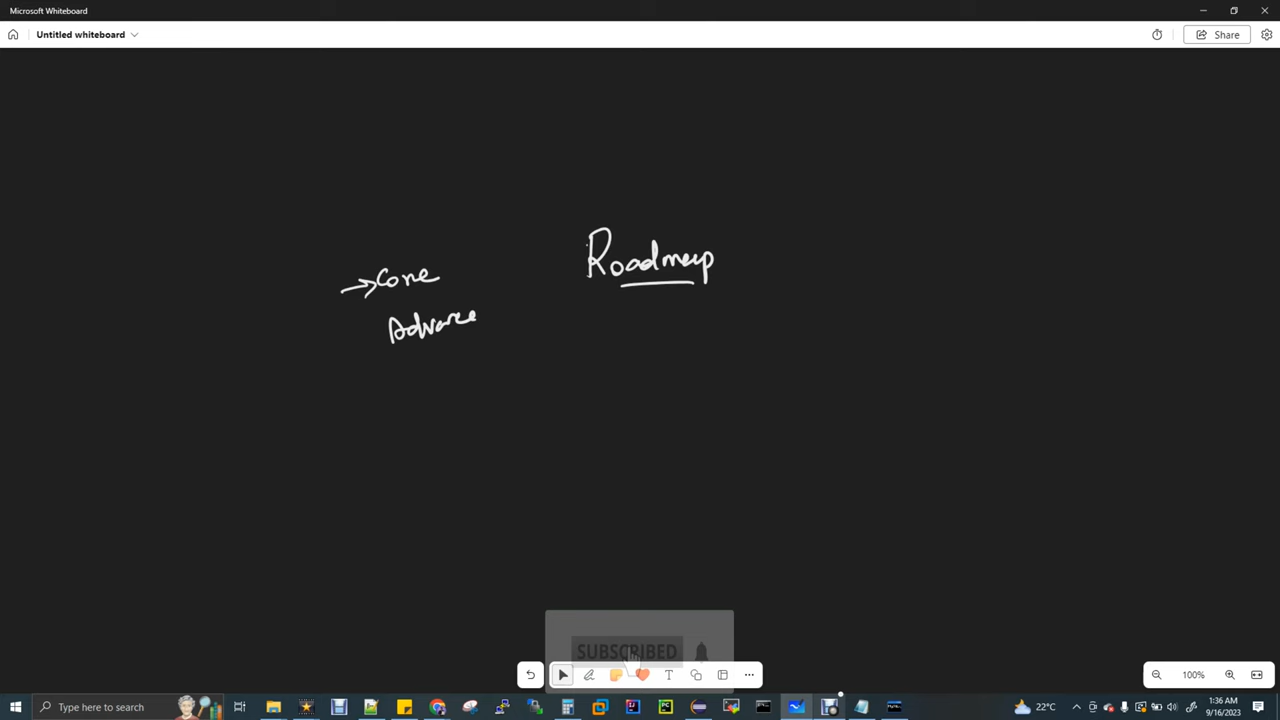 Microsoft Whiteboard
Untitled whiteboard
Share
Roadmap
Core
Advance
SUBSCRIBED
T
100%
Type here to search
22°C
1:36 AM
9/16/2023